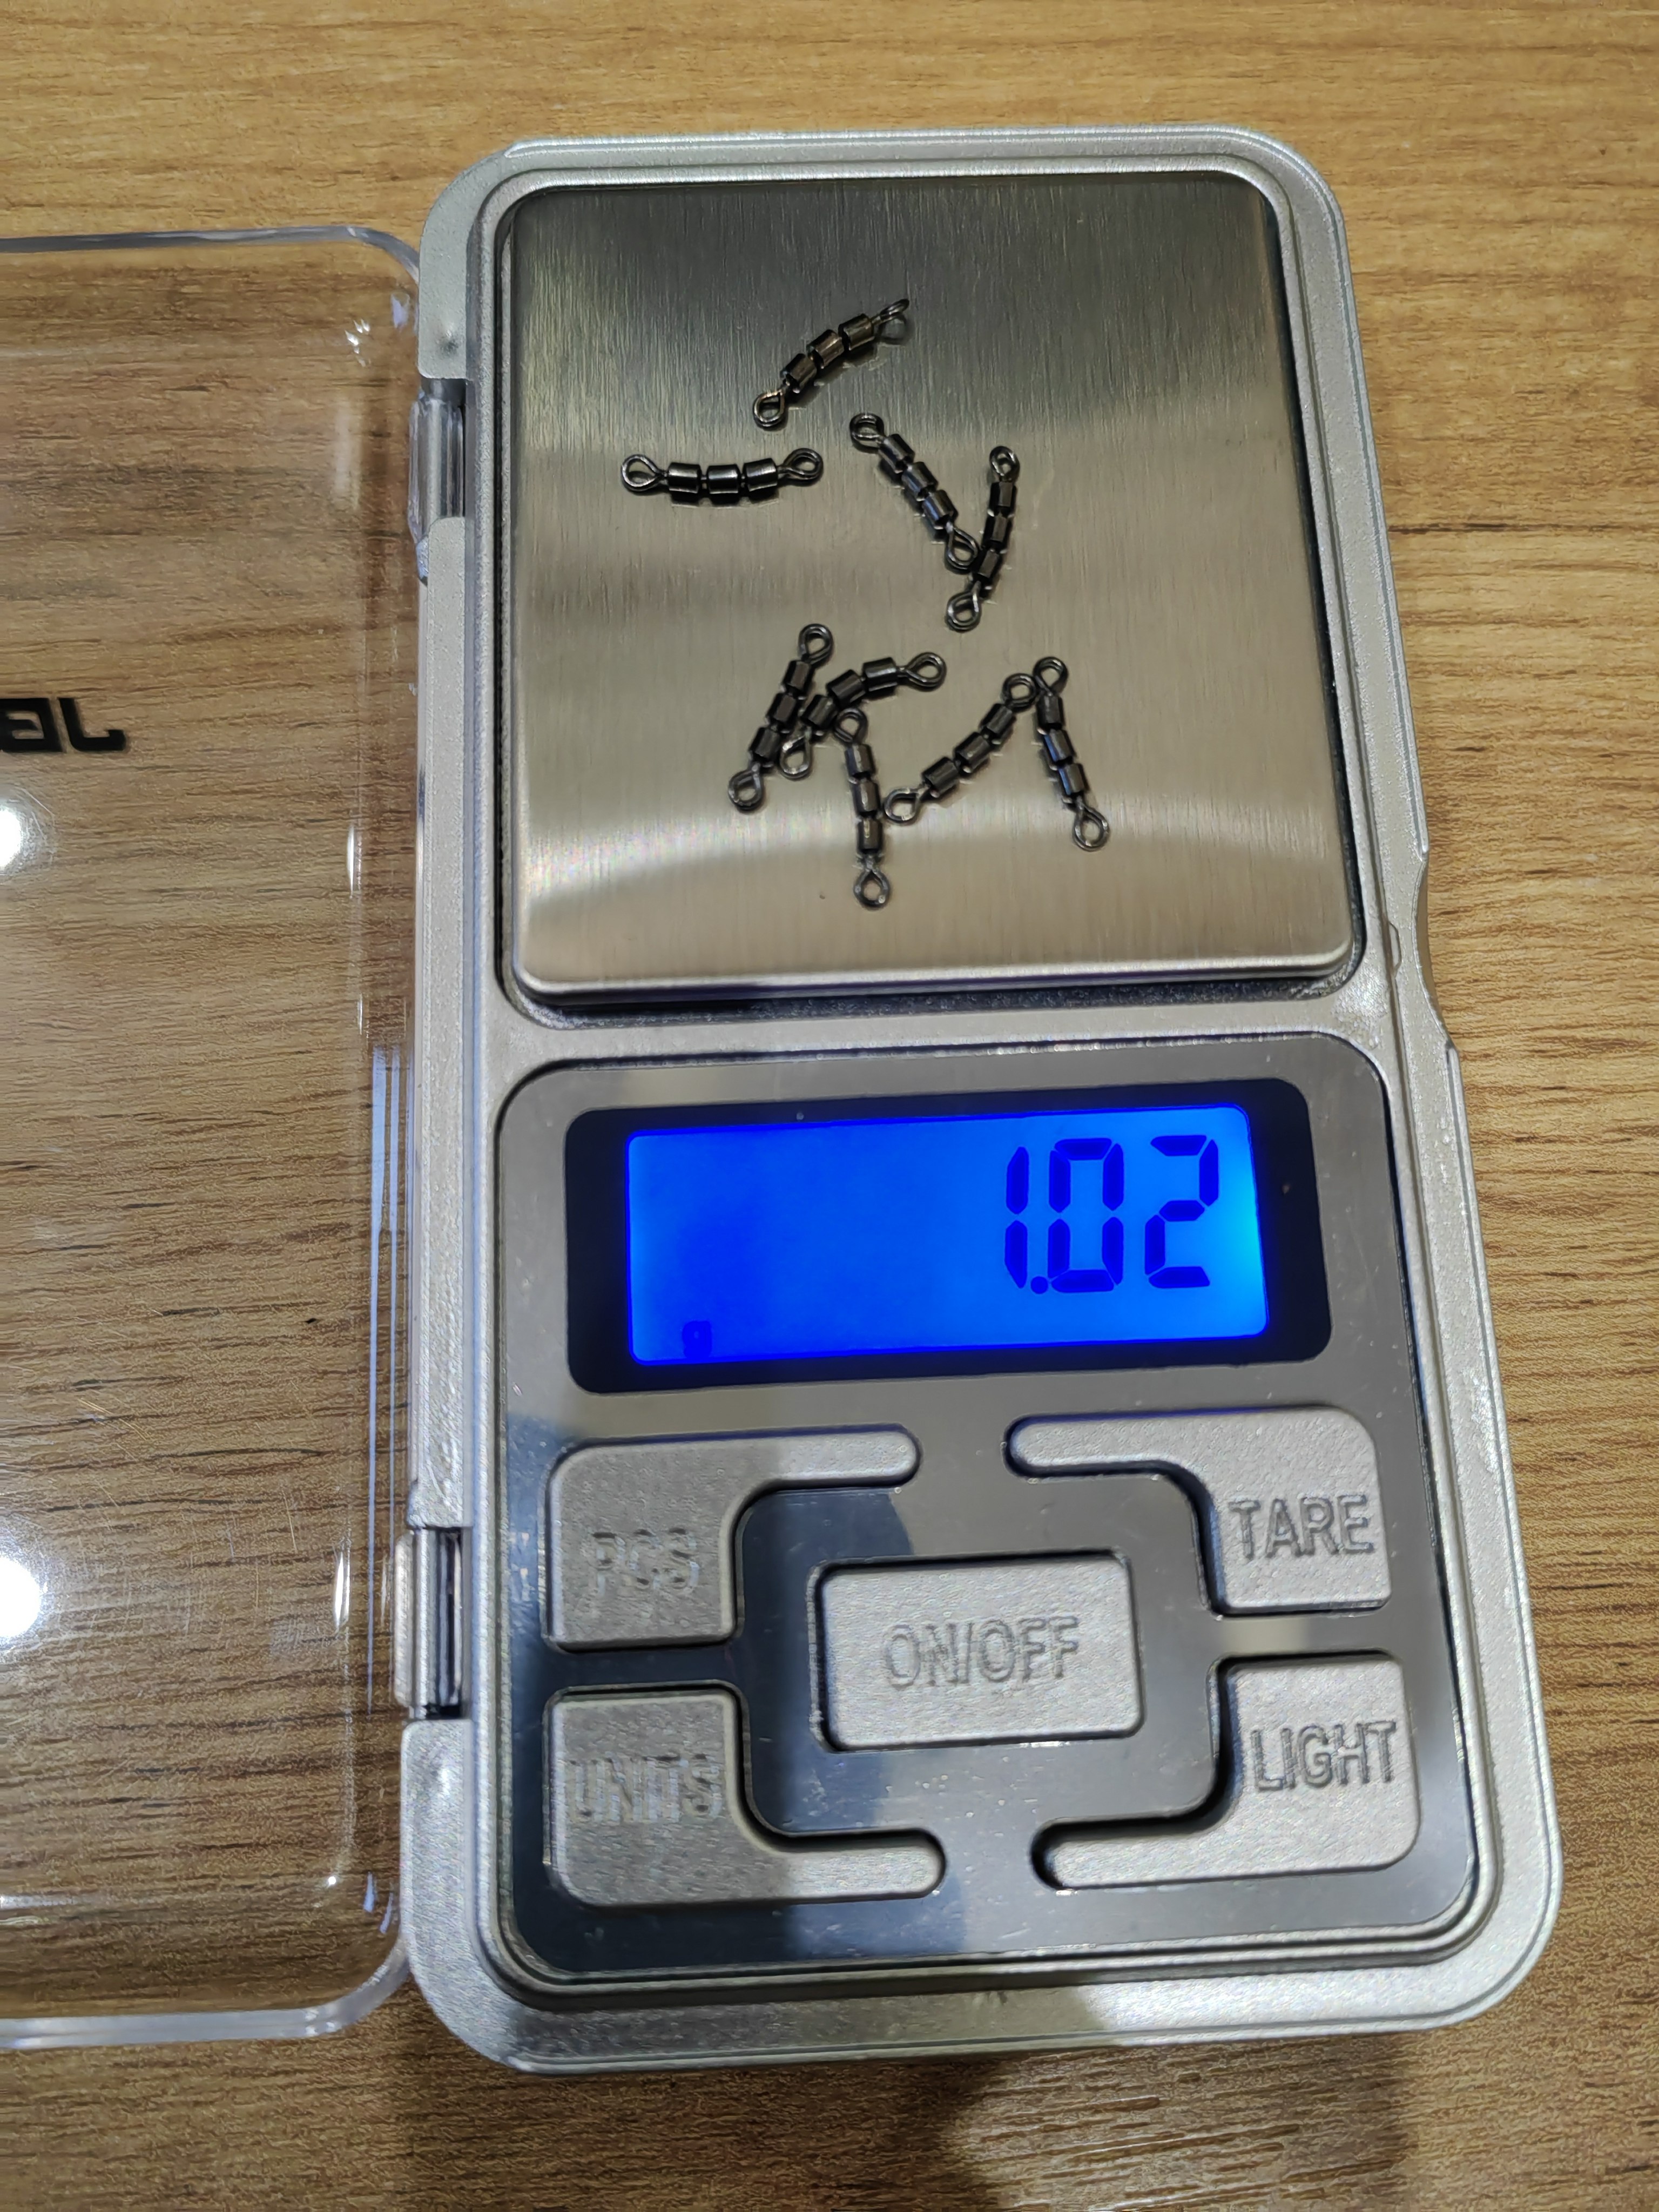 1.02
g
PCS
TARE
ON/OFF
UNITS
LIGHT